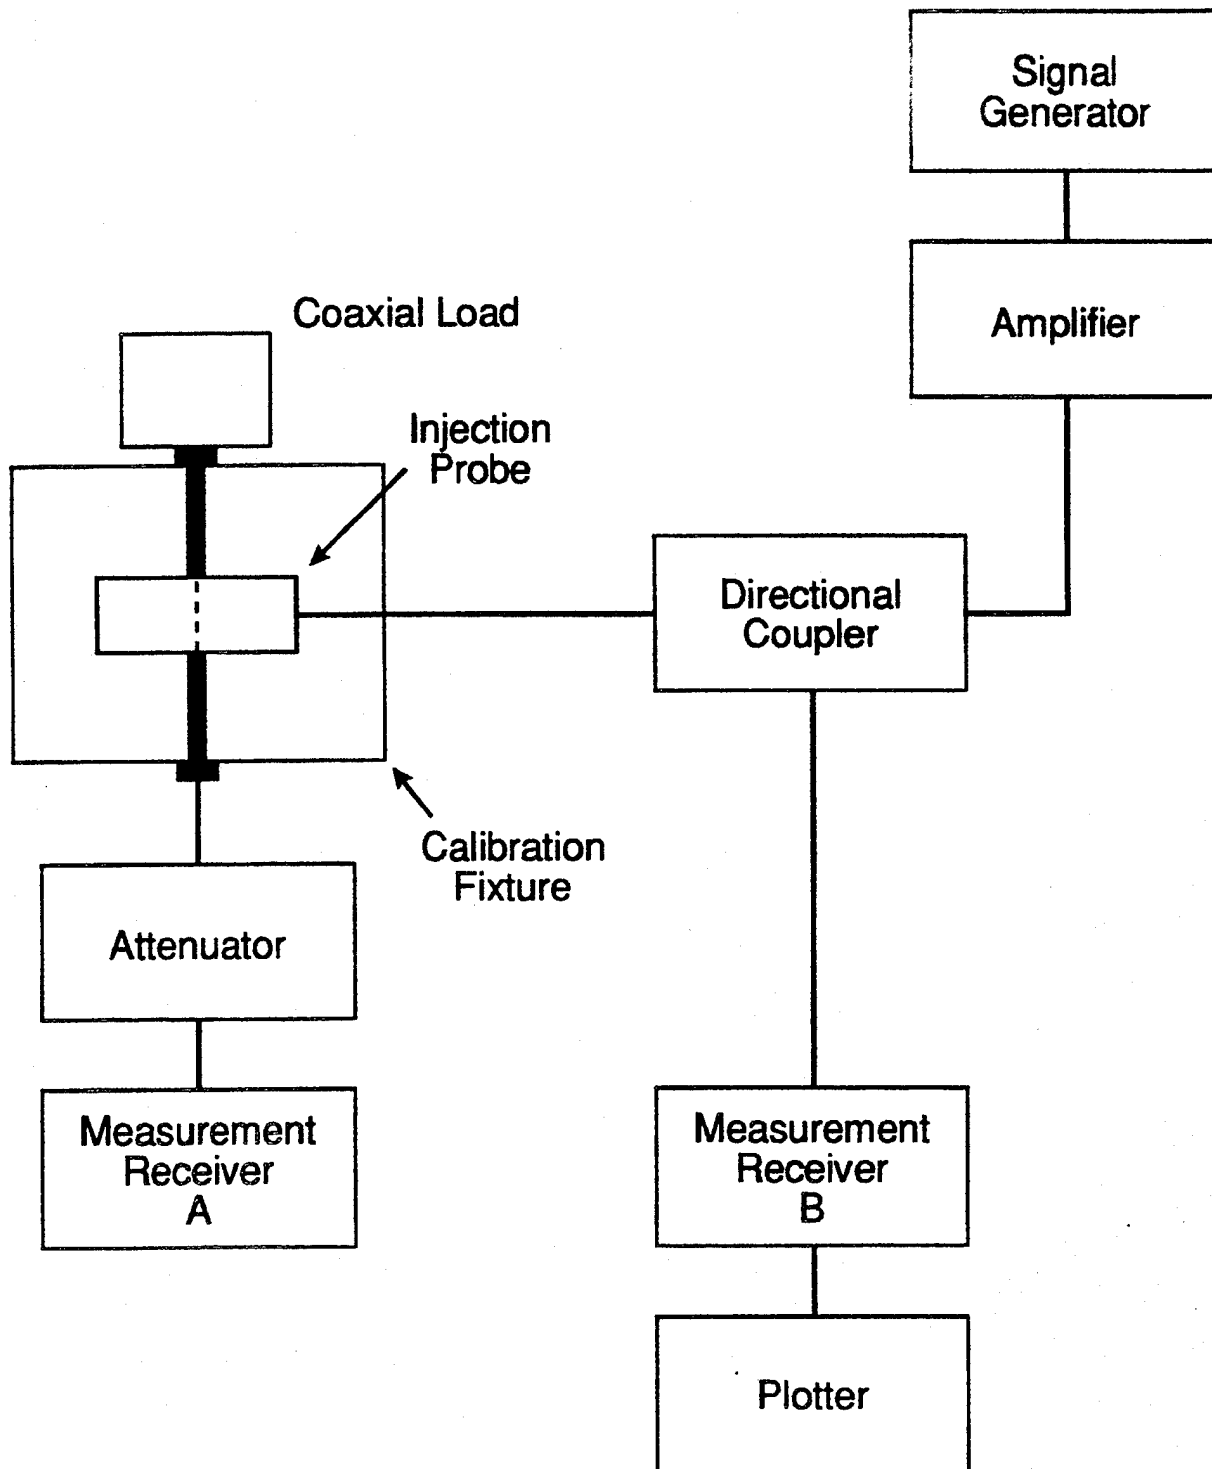 Signal
Generator
Amplifier
Coaxial Load
Injection
Probe
Directional
Coupler
Calibration
Fixture
Attenuator
Measurement
Receiver
A
Measurement
Receiver
B
Plotter